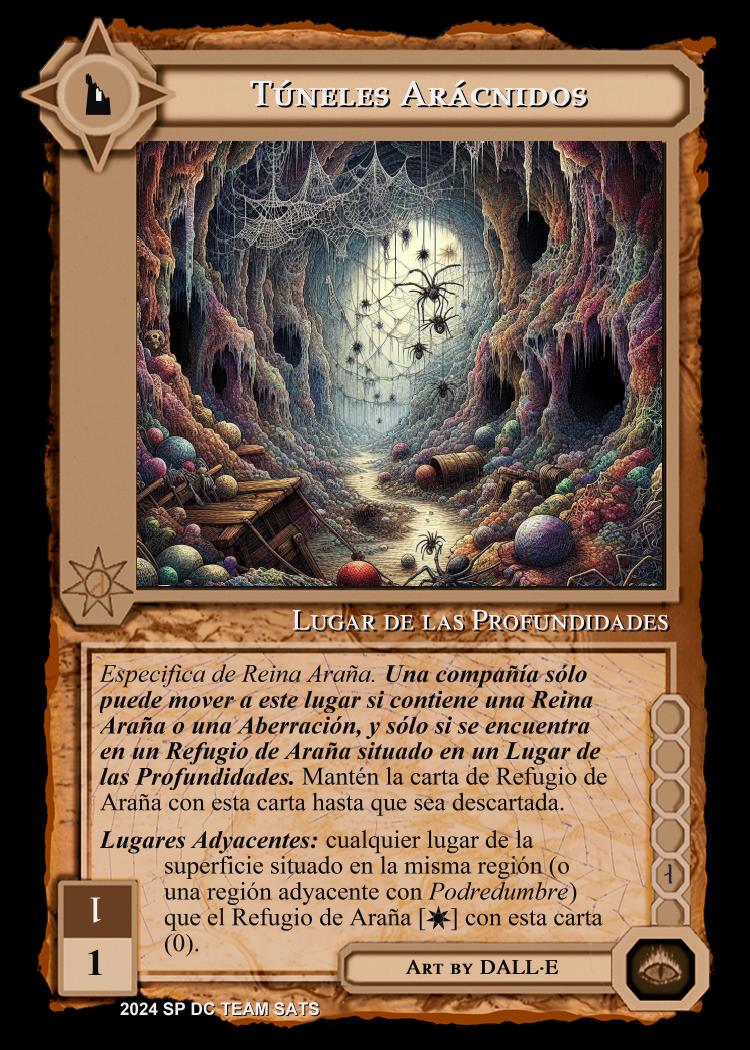 Túneles Arácnidos
Lugar de las Profundidades
Especifica de Reina Araña. Una compañía sólo
puede mover a este lugar si contiene una Reina
Araña o una Aberración, y sólo si se encuentra
en un Refugio de Araña situado en un Lugar de
las Profundidades. Mantén la carta de Refugio de
Araña con esta carta hasta que sea descartada.
Lugares Adyacentes: cualquier lugar de la
superficie situado en la misma región (o
una región adyacente con Podredumbre)
que el Refugio de Araña [✷] con esta carta
(0).
1
Art by DALL·E
2024 SP DC TEAM SATS